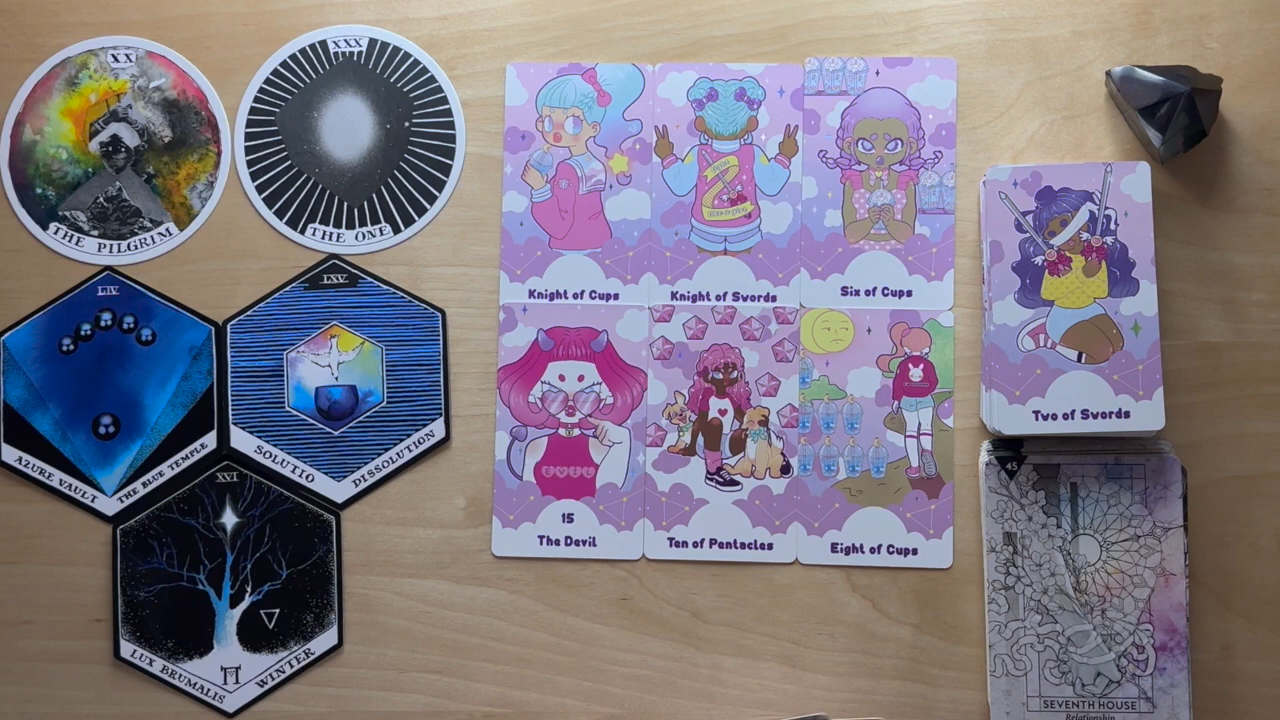 XX
THE PILGRIM
XXX
THE ONE
LIV
AZURE VAULT
THE BLUE TEMPLE
LXV
SOLUTIO
DISSOLUTION
XVI
LUX BRUMALIS
WINTER
Knight of Cups
Knight of Swords
Six of Cups
EVIL
15
The Devil
Ten of Pentacles
Eight of Cups
Two of Swords
45
SEVENTH HOUSE
Relationship